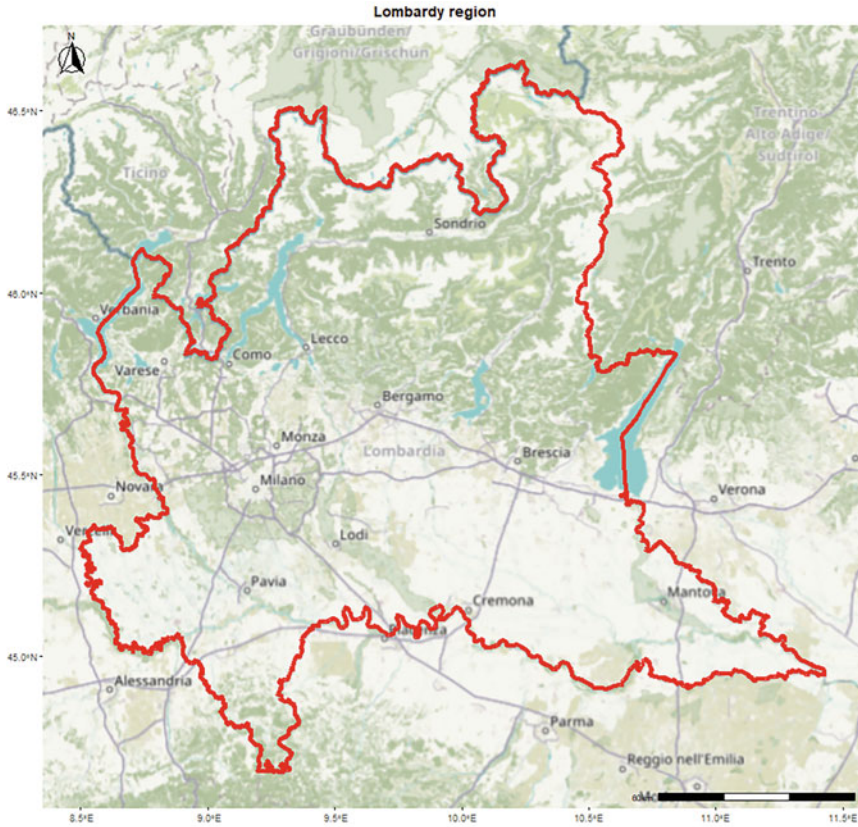 Lombardy region
N
Graubünden/
Grigioni/Grischun
46.5°N
Trentino-
Alto Adige/
Südtirol
Ticino
Sondrio
Trento
46.0°N
Verbania
Lecco
Como
Varese
Bergamo
Monza
Lombardia
Brescia
45.5°N
Milano
Novara
Verona
Vercelli
Lodi
Pavia
Mantova
Cremona
Piacenza
45.0°N
Alessandria
Parma
Reggio nell'Emilia
8.5°E
9.0°E
9.5°E
10.0°E
10.5°E
11.0°E
11.5°E